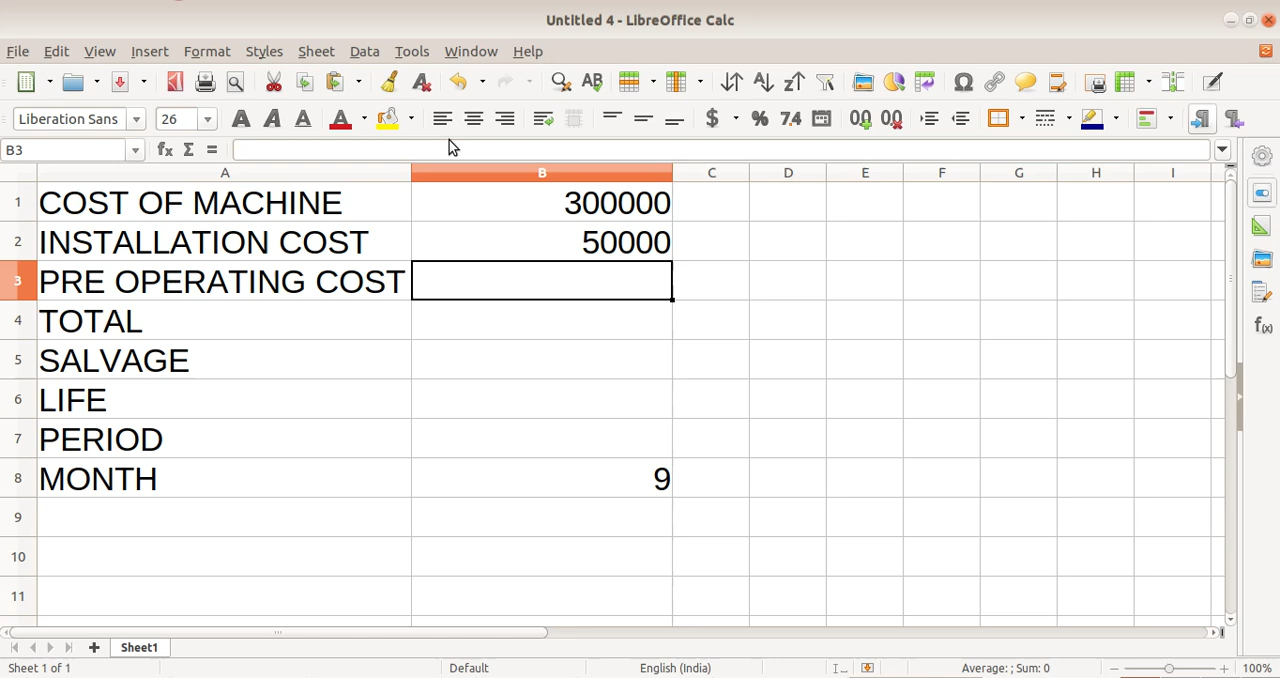 Untitled 4 - LibreOffice Calc
File Edit View Insert Format Styles Sheet Data Tools Window Help
Liberation Sans 26
B3
A B C D E F G H I
1 COST OF MACHINE 300000
2 INSTALLATION COST 50000
3 PRE OPERATING COST
4 TOTAL
5 SALVAGE
6 LIFE
7 PERIOD
8 MONTH 9
9
10
11
Sheet1
Sheet 1 of 1 Default English (India) Average: ; Sum: 0 100%